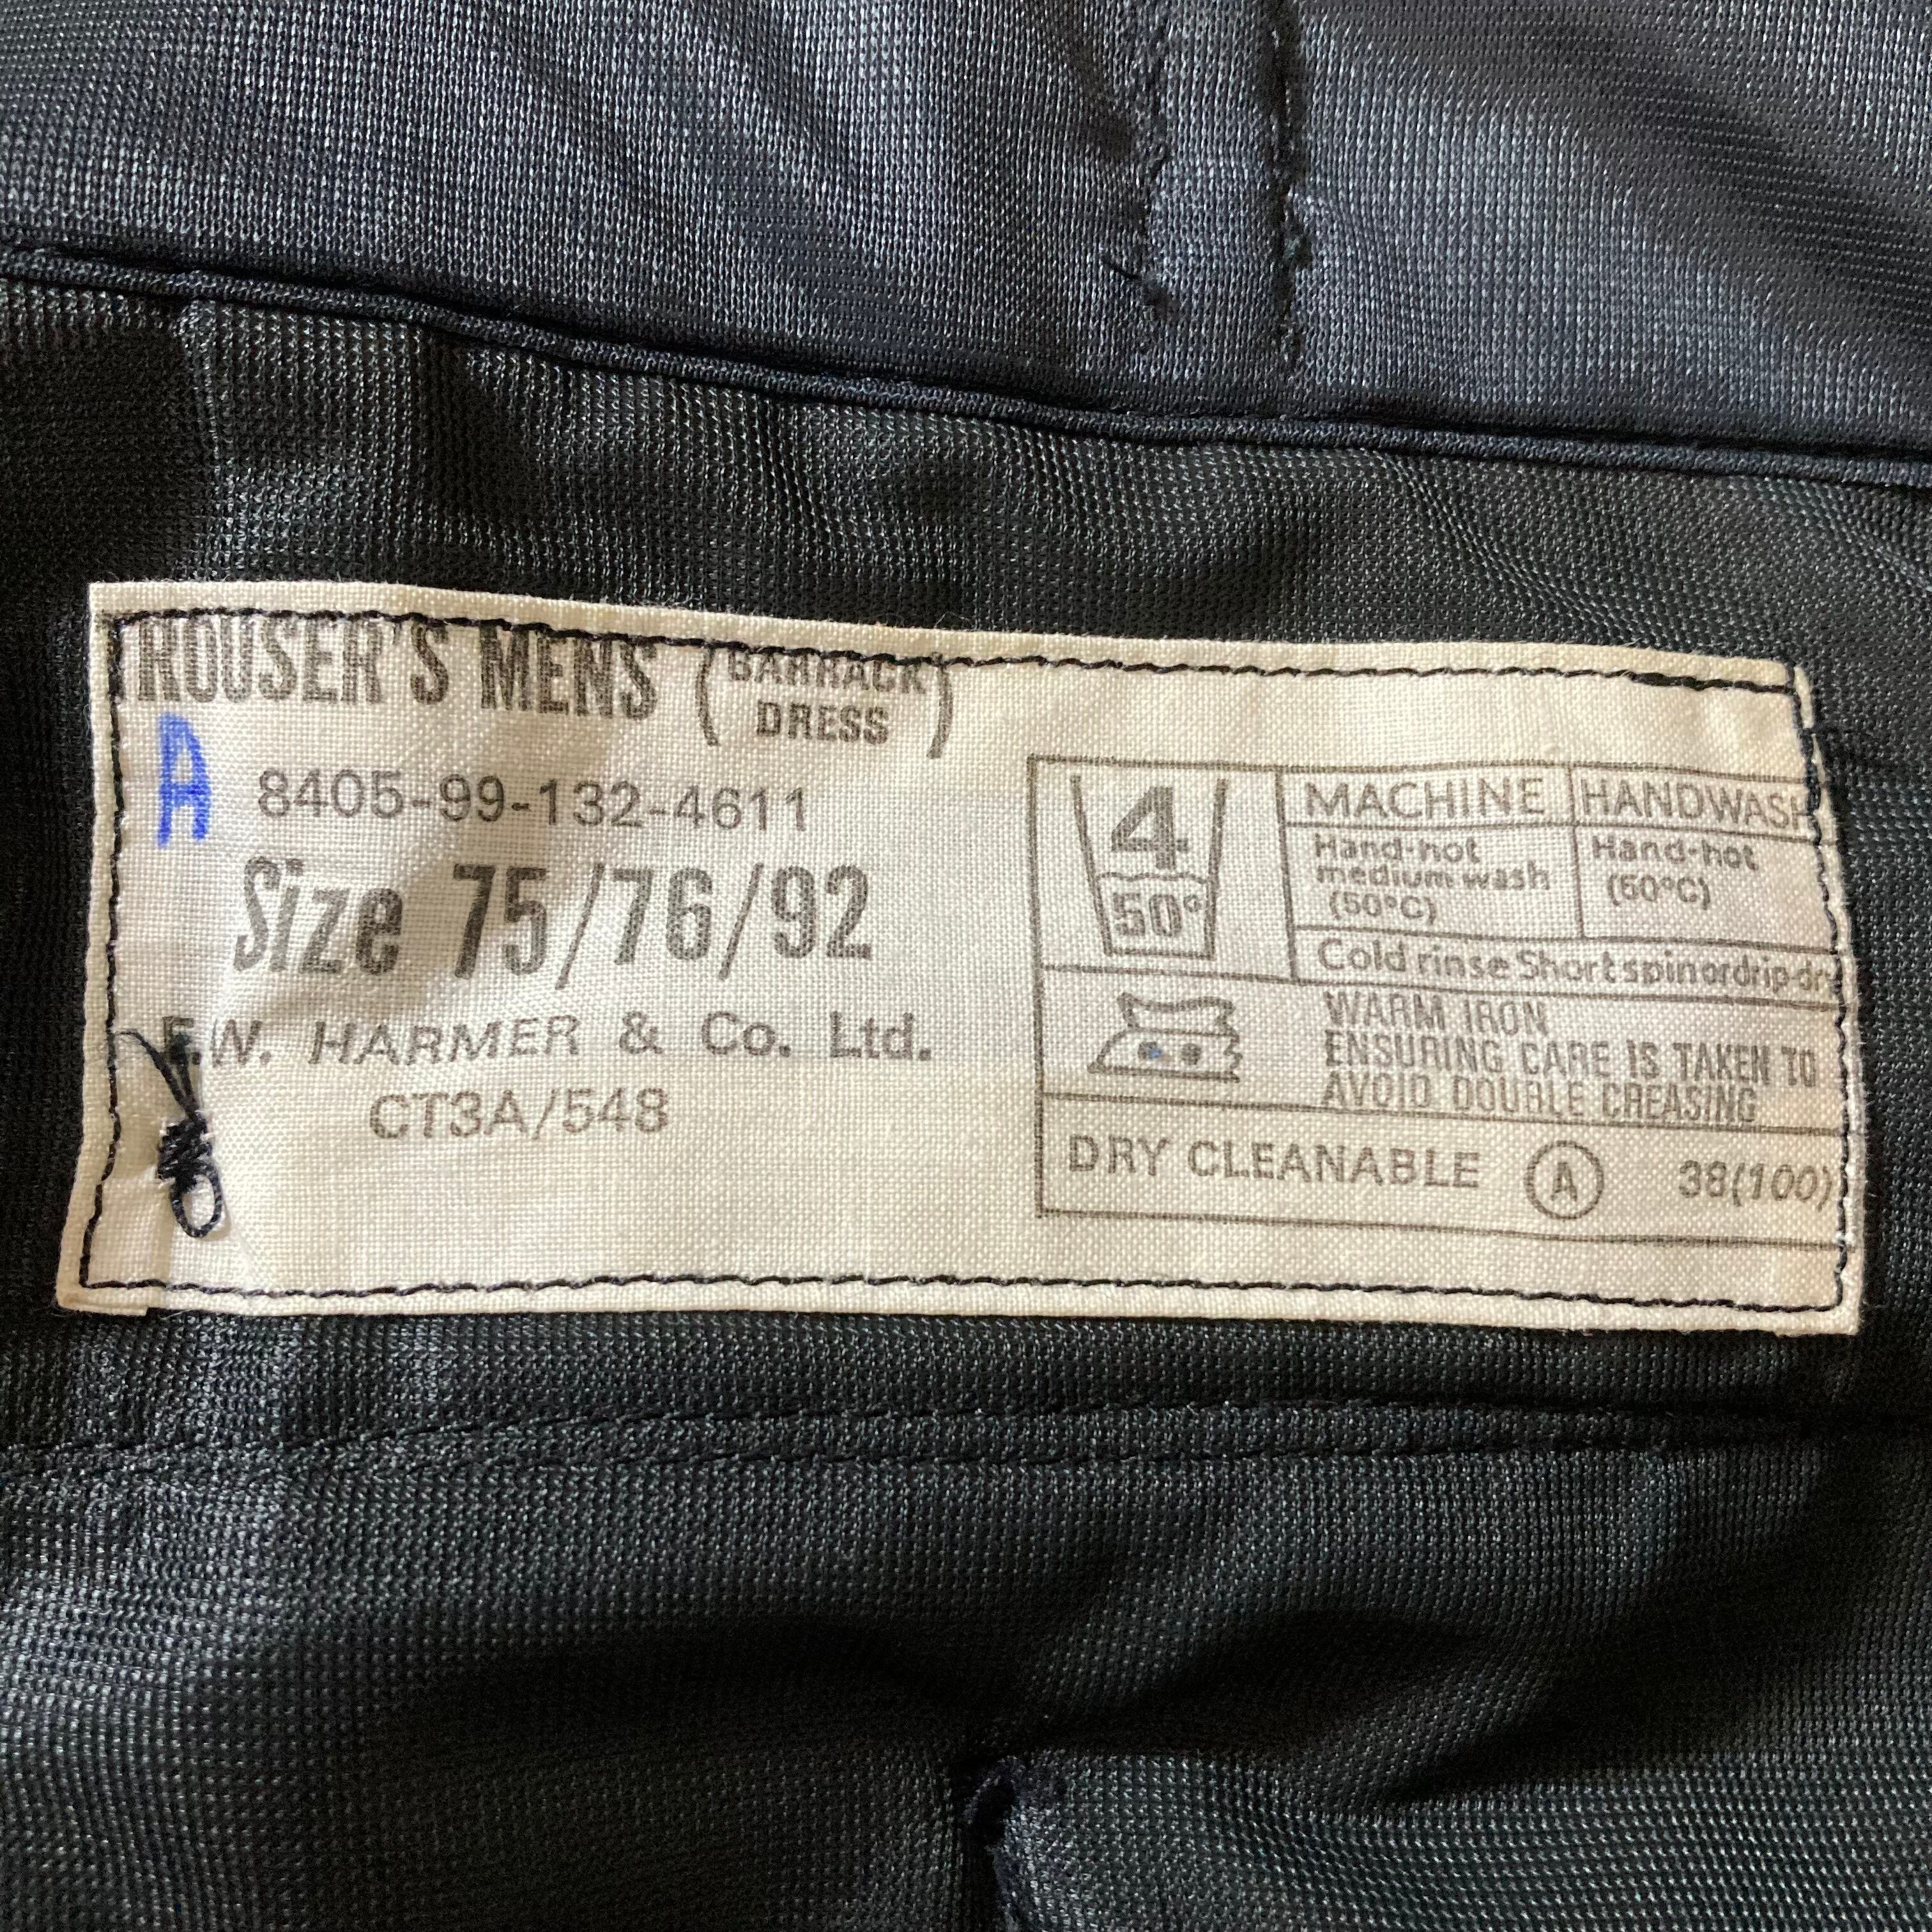 TROUSER'S MENS (BARRACK DRESS)
A
8405-99-132-4611
Size 75/76/92
F.W. HARMER & Co. Ltd.
CT3A/548
4
50°
MACHINE
Hand-hot
medium wash
(50°C)
HANDWASH
Hand-hot
(50°C)
Cold rinse Short spin or drip-dr
WARM IRON
ENSURING CARE IS TAKEN TO
AVOID DOUBLE CREASING
DRY CLEANABLE A 38(100)